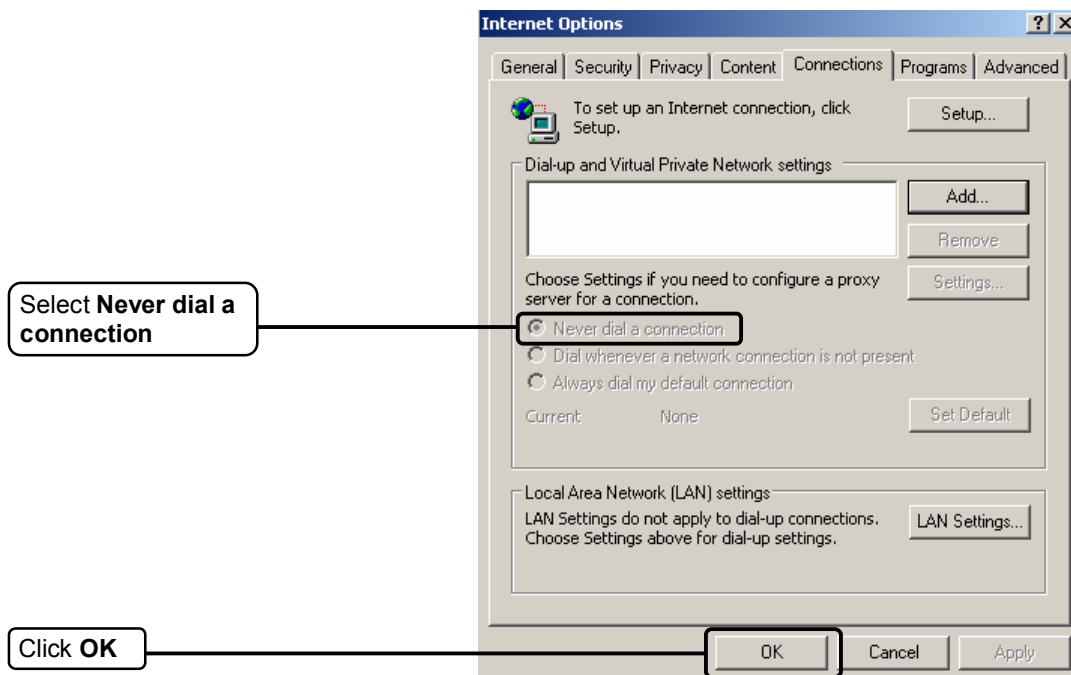 Internet Options
General Security Privacy Content Connections Programs Advanced
To set up an Internet connection, click
Setup.
Setup...
Dial-up and Virtual Private Network settings
Add...
Remove
Choose Settings if you need to configure a proxy
server for a connection.
Settings...
Select Never dial a
connection
Never dial a connection
Dial whenever a network connection is not present
Always dial my default connection
Current None
Set Default
Local Area Network (LAN) settings
LAN Settings do not apply to dial-up connections.
Choose Settings above for dial-up settings.
LAN Settings...
Click OK
OK Cancel Apply